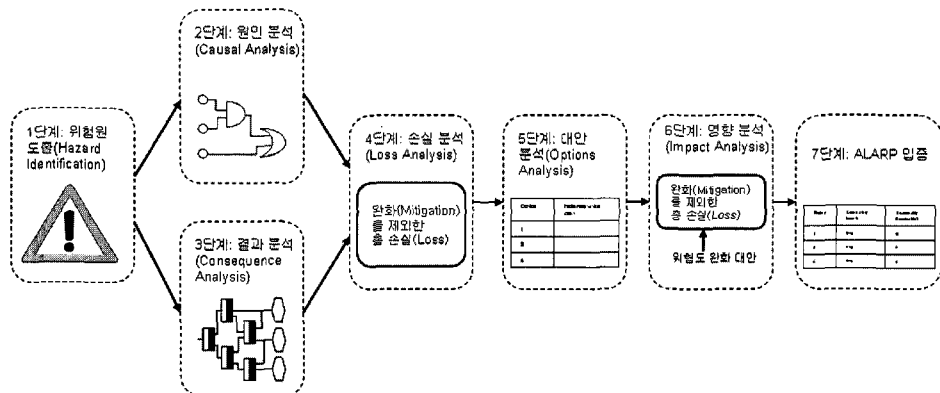 1단계: 위험원
도출(Hazard
Identification)
2단계: 원인 분석
(Causal Analysis)
3단계: 결과 분석
(Consequence
Analysis)
4단계: 손실 분석
(Loss Analysis)
완화(Mitigation)
를 제외한
총 손실(Loss)
5단계: 대안
분석(Options
Analysis)
6단계: 영향 분석
(Impact Analysis)
완화(Mitigation)
를 제외한
총 손실(Loss)
위험도 완화 대안
7단계: ALARP 입증